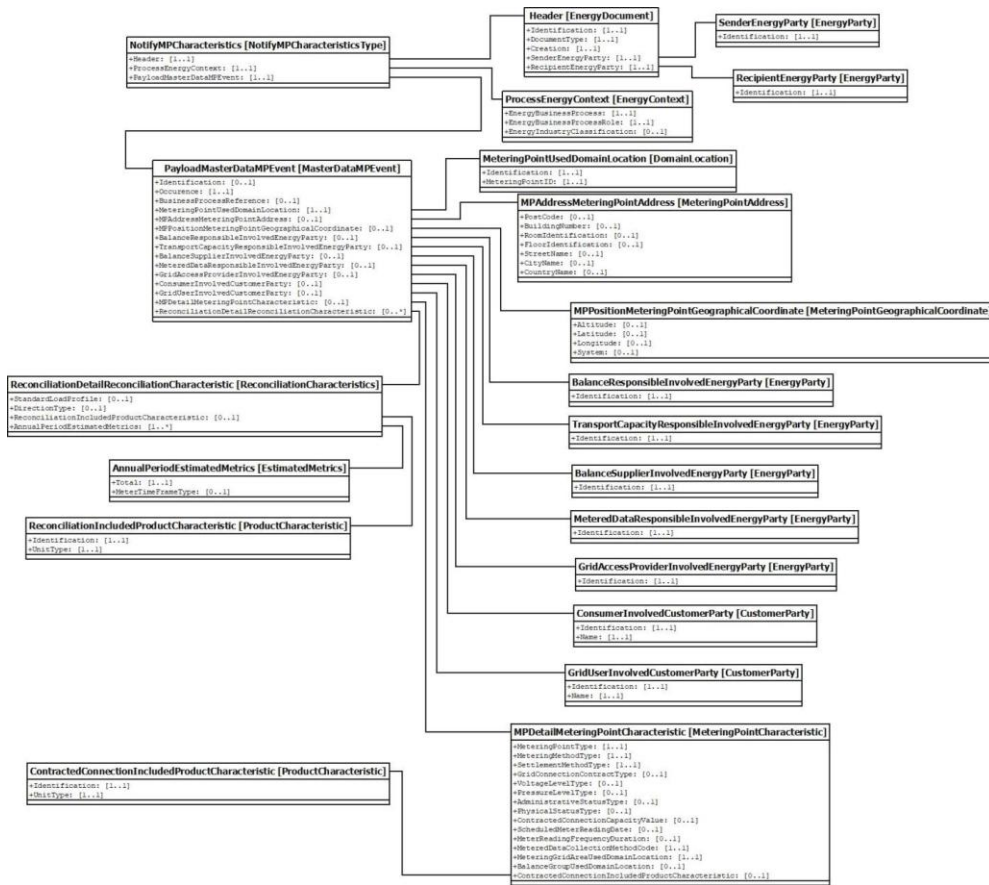 Header [EnergyDocument]
+Identification: [1..1]
+DocumentType: [1..1]
+Creation: [1..1]
+SenderEnergyParty: [1..1]
+RecipientEnergyParty: [1..1]
SenderEnergyParty [EnergyParty]
+Identification: [1..1]
NotifyMPCharacteristics [NotifyMPCharacteristicsType]
+Header: [1..1]
+ProcessEnergyContext: [1..1]
+PayloadMasterDataMPEvent: [1..1]
RecipientEnergyParty [EnergyParty]
+Identification: [1..1]
ProcessEnergyContext [EnergyContext]
+EnergyBusinessProcess: [1..1]
+EnergyBusinessProcessRole: [1..1]
+EnergyIndustryClassification: [0..1]
PayloadMasterDataMPEvent [MasterDataMPEvent]
+Identification: [0..1]
+Occurence: [1..1]
+BusinessProcessReference: [0..1]
+MeteringPointUsedDomainLocation: [1..1]
+MPAddressMeteringPointAddress: [0..1]
+MPPositionMeteringPointGeographicalCoordinate: [0..1]
+BalanceResponsibleInvolvedEnergyParty: [0..1]
+TransportCapacityResponsibleInvolvedEnergyParty: [0..1]
+BalanceSupplierInvolvedEnergyParty: [0..1]
+MeteredDataResponsibleInvolvedEnergyParty: [0..1]
+GridAccessProviderInvolvedEnergyParty: [0..1]
+ConsumerInvolvedCustomerParty: [0..1]
+GridUserInvolvedCustomerParty: [0..1]
+MPDetailMeteringPointCharacteristic: [0..1]
+ReconciliationDetailReconciliationCharacteristic: [0..*]
MeteringPointUsedDomainLocation [DomainLocation]
+Identification: [1..1]
+MeteringPointID: [1..1]
MPAddressMeteringPointAddress [MeteringPointAddress]
+PostCode: [0..1]
+BuildingNumber: [0..1]
+RoomIdentification: [0..1]
+FloorIdentification: [0..1]
+StreetName: [0..1]
+CityName: [0..1]
+CountryName: [0..1]
MPPositionMeteringPointGeographicalCoordinate [MeteringPointGeographicalCoordinate]
+Altitude: [0..1]
+Latitude: [0..1]
+Longitude: [0..1]
+System: [0..1]
ReconciliationDetailReconciliationCharacteristic [ReconciliationCharacteristics]
+StandardLoadProfile: [0..1]
+DirectionType: [0..1]
+ReconciliationIncludedProductCharacteristic: [0..1]
+AnnualPeriodEstimatedMetrics: [1..*]
BalanceResponsibleInvolvedEnergyParty [EnergyParty]
+Identification: [1..1]
TransportCapacityResponsibleInvolvedEnergyParty [EnergyParty]
+Identification: [1..1]
AnnualPeriodEstimatedMetrics [EstimatedMetrics]
+Total: [1..1]
+MeterTimeFrameType: [0..1]
BalanceSupplierInvolvedEnergyParty [EnergyParty]
+Identification: [1..1]
ReconciliationIncludedProductCharacteristic [ProductCharacteristic]
+Identification: [1..1]
+UnitType: [1..1]
MeteredDataResponsibleInvolvedEnergyParty [EnergyParty]
+Identification: [1..1]
GridAccessProviderInvolvedEnergyParty [EnergyParty]
+Identification: [1..1]
ConsumerInvolvedCustomerParty [CustomerParty]
+Identification: [1..1]
+Name: [1..1]
GridUserInvolvedCustomerParty [CustomerParty]
+Identification: [1..1]
+Name: [1..1]
MPDetailMeteringPointCharacteristic [MeteringPointCharacteristic]
+MeteringPointType: [1..1]
+MeteringMethodType: [1..1]
+SettlementMethodType: [1..1]
+GridConnectionContractType: [0..1]
+VoltageLevelType: [0..1]
+PressureLevelType: [0..1]
+AdministrativeStatusType: [0..1]
+PhysicalStatusType: [0..1]
+ContractedConnectionCapacityValue: [0..1]
+ScheduledMeterReadingDate: [0..1]
+MeterReadingFrequencyDuration: [0..1]
+MeteredDataCollectionMethodCode: [1..1]
+MeteringGridAreaUsedDomainLocation: [1..1]
+BalanceGroupUsedDomainLocation: [0..1]
+ContractedConnectionIncludedProductCharacteristic: [0..1]
ContractedConnectionIncludedProductCharacteristic [ProductCharacteristic]
+Identification: [1..1]
+UnitType: [1..1]